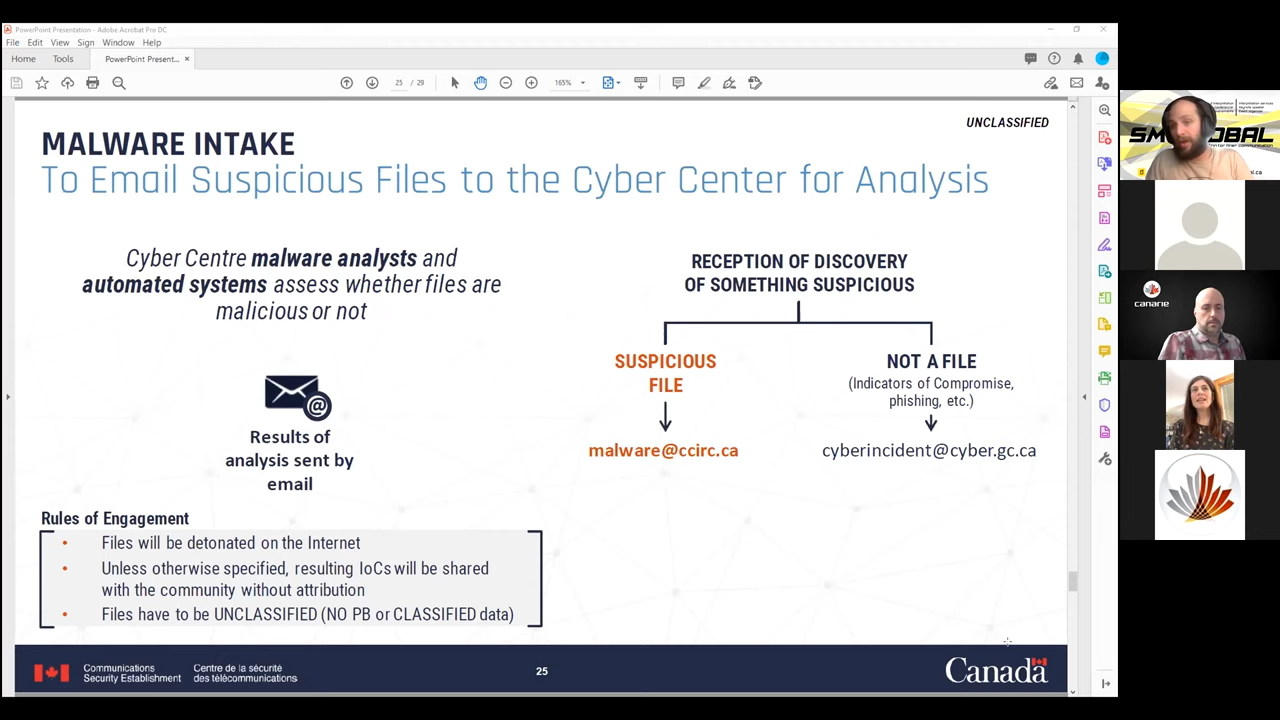 PowerPoint Presentation - Adobe Acrobat Pro DC
File Edit View Sign Window Help
Home Tools PowerPoint Present... ×
25 / 29 165%
UNCLASSIFIED
MALWARE INTAKE
To Email Suspicious Files to the Cyber Center for Analysis
Cyber Centre malware analysts and
automated systems assess whether files are
malicious or not
Results of
analysis sent by
email
RECEPTION OF DISCOVERY
OF SOMETHING SUSPICIOUS
SUSPICIOUS
FILE
malware@ccirc.ca
NOT A FILE
(Indicators of Compromise,
phishing, etc.)
cyberincident@cyber.gc.ca
Rules of Engagement
• Files will be detonated on the Internet
• Unless otherwise specified, resulting IoCs will be shared
with the community without attribution
• Files have to be UNCLASSIFIED (NO PB or CLASSIFIED data)
Communications
Security Establishment
Centre de la sécurité
des télécommunications
25
Canada
canarie